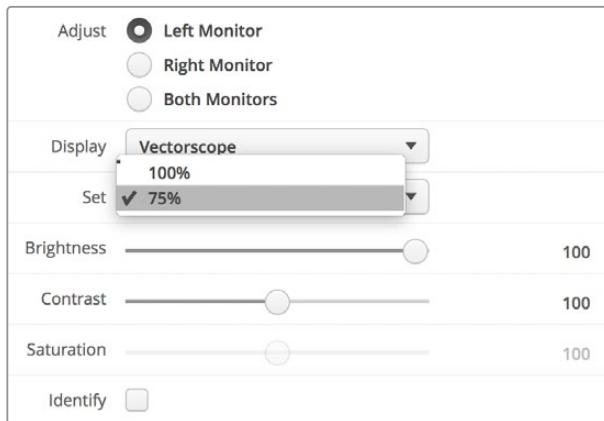 Adjust Left Monitor
Right Monitor
Both Monitors
Display Vectorscope
100%
Set ✔ 75%
Brightness 100
Contrast 100
Saturation 100
Identify